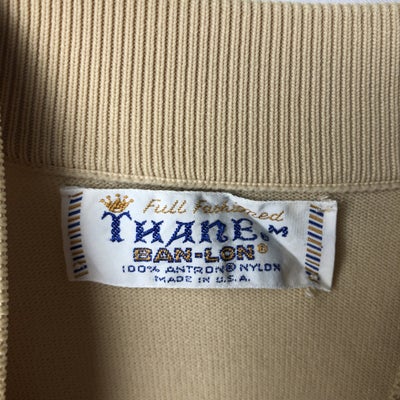 Full Fashioned
THANE M
BAN-LON®
100% ANTRON® NYLON
MADE IN U.S.A.